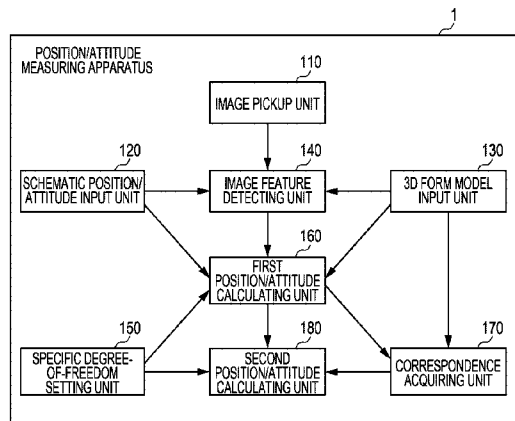 1
POSITION/ATTITUDE
MEASURING APPARATUS
110
IMAGE PICKUP UNIT
120
SCHEMATIC POSITION/
ATTITUDE INPUT UNIT
140
IMAGE FEATURE
DETECTING UNIT
130
3D FORM MODEL
INPUT UNIT
160
FIRST
POSITION/ATTITUDE
CALCULATING UNIT
150
SPECIFIC DEGREE-
OF-FREEDOM
SETTING UNIT
180
SECOND
POSITION/ATTITUDE
CALCULATING UNIT
170
CORRESPONDENCE
ACQUIRING UNIT